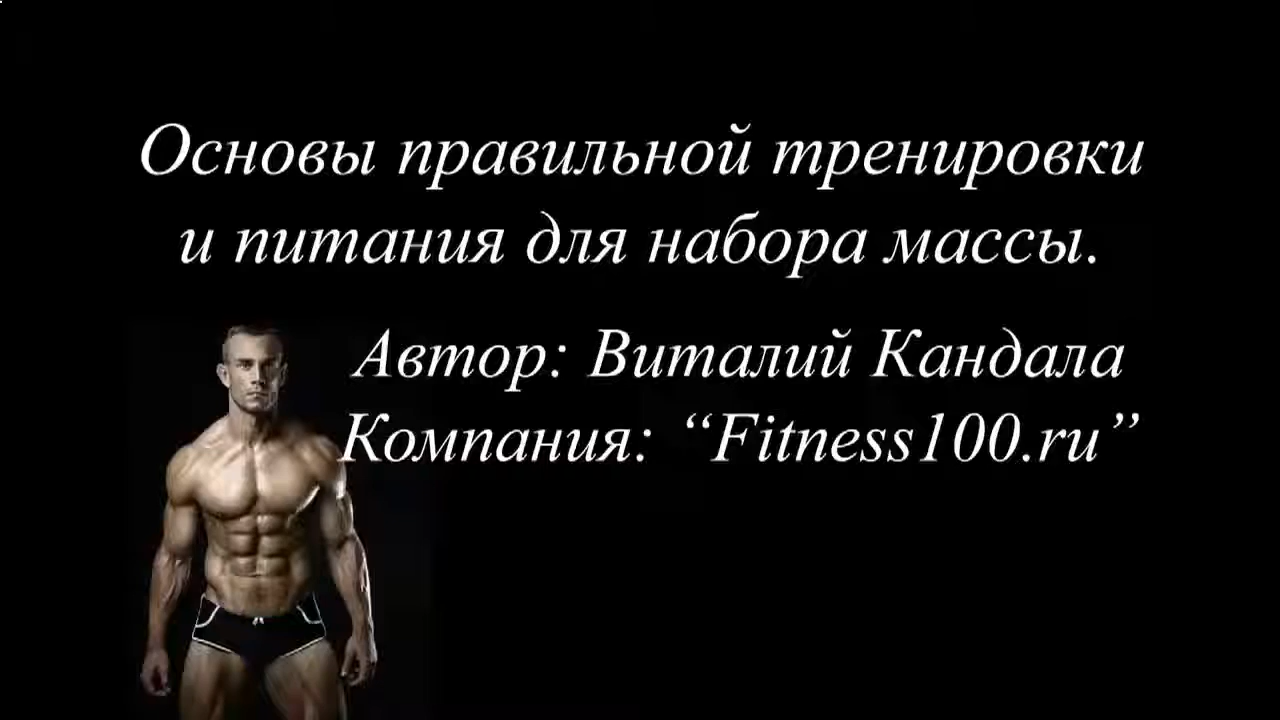 Основы правильной тренировки
и питания для набора массы.
Автор: Виталий Кандала
Компания: “Fitness100.ru”